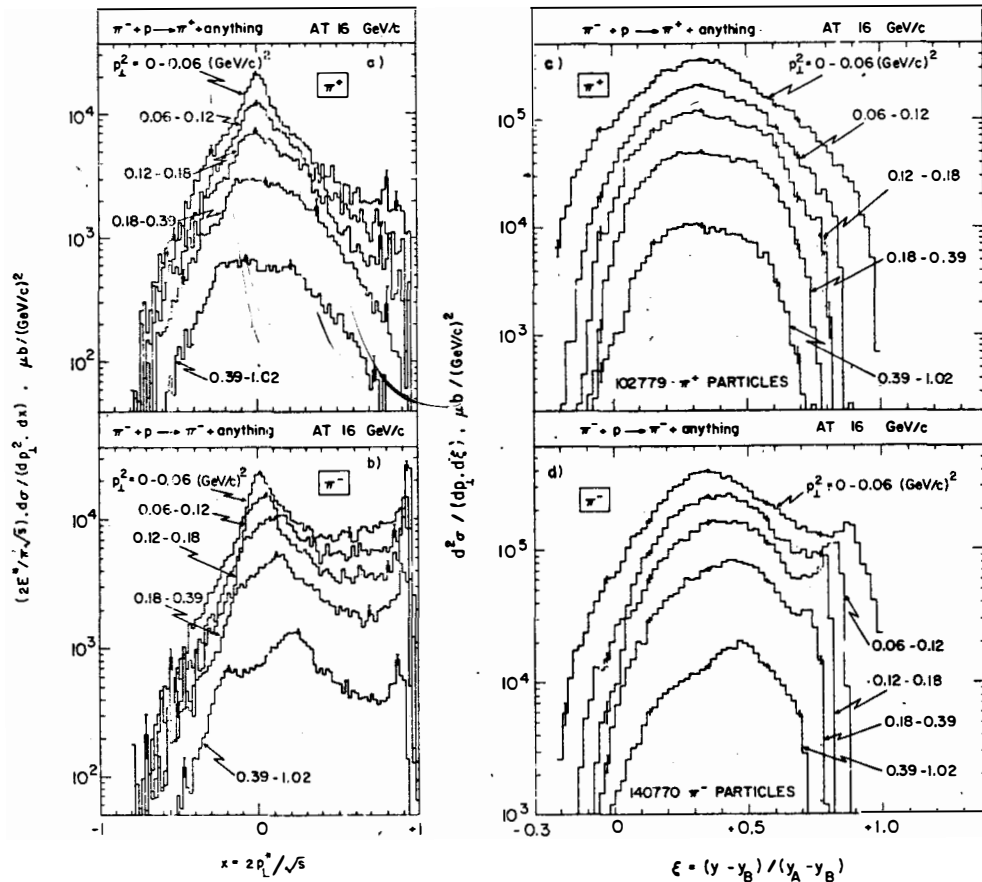 π⁻ + p → π⁺ + anything AT 16 GeV/c
p⊥² = 0 - 0.06 (GeV/c)²
a)
π⁺
0.06 - 0.12
0.12 - 0.18
0.18 - 0.39
0.39 - 1.02
10⁴
10³
10²
π⁻ + p → π⁻ + anything AT 16 GeV/c
b)
p⊥² = 0 - 0.06 (GeV/c)²
π⁻
0.06 - 0.12
0.12 - 0.18
0.18 - 0.39
0.39 - 1.02
10⁴
10³
10²
-1 0 +1
x = 2p*L/√s
(2E*/π√s). dσ/(dp⊥². dx) , μb/(GeV/c)²
π⁻ + p → π⁺ + anything AT 16 GeV/c
c)
π⁺
p⊥² = 0 - 0.06 (GeV/c)²
0.06 - 0.12
0.12 - 0.18
0.18 - 0.39
0.39 - 1.02
102779 · π⁺ PARTICLES
10⁵
10⁴
10³
π⁻ + p → π⁻ + anything AT 16 GeV/c
d)
π⁻
p⊥² = 0 - 0.06 (GeV/c)²
0.06 - 0.12
0.12 - 0.18
0.18 - 0.39
0.39 - 1.02
140770 π⁻ PARTICLES
10⁵
10⁴
10³
-0.3 0 +0,5 +1.0
ξ = (y - yB) / (yA - yB)
d²σ / (dp⊥². dξ) , μb / (GeV/c)²